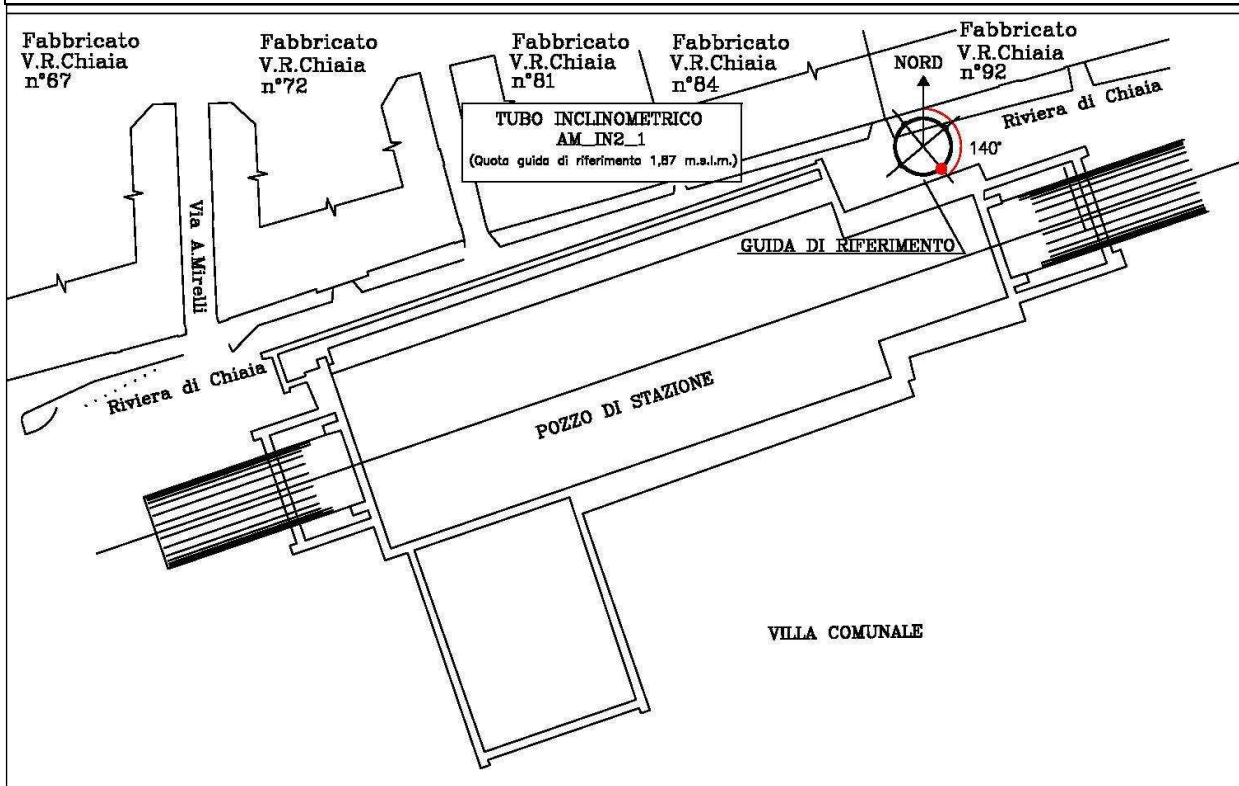 Fabbricato
V.R.Chiaia
n°67
Fabbricato
V.R.Chiaia
n°72
Fabbricato
V.R.Chiaia
n°81
Fabbricato
V.R.Chiaia
n°84
Fabbricato
V.R.Chiaia
n°92
NORD
TUBO INCLINOMETRICO
AM_IN2_1
(Quota guida di riferimento 1,87 m.s.l.m.)
Riviera di Chiaia
140°
Via A.Mirelli
GUIDA DI RIFERIMENTO
Riviera di Chiaia
POZZO DI STAZIONE
VILLA COMUNALE